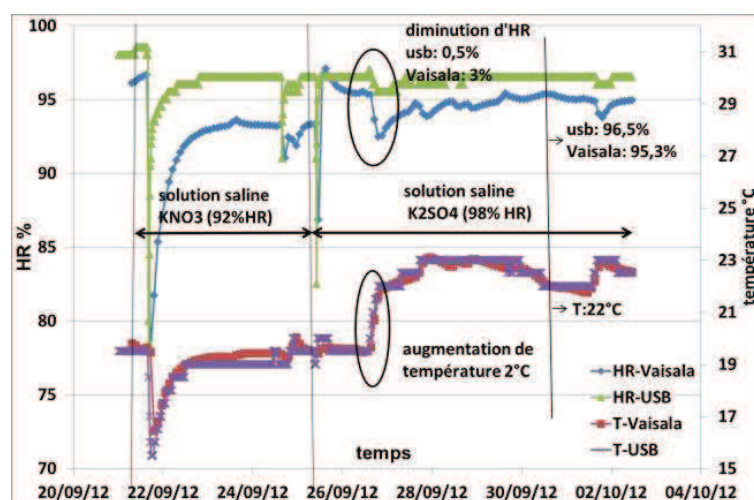 100
95
90
85
80
75
70
HR %
31
29
27
25
23
21
19
17
15
température °C
diminution d'HR
usb: 0,5%
Vaisala: 3%
usb: 96,5%
Vaisala: 95,3%
solution saline
KNO3 (92%HR)
solution saline
K2SO4 (98% HR)
T:22°C
augmentation de
température 2°C
HR-Vaisala
HR-USB
T-Vaisala
T-USB
temps
20/09/12 22/09/12 24/09/12 26/09/12 28/09/12 30/09/12 02/10/12 04/10/12